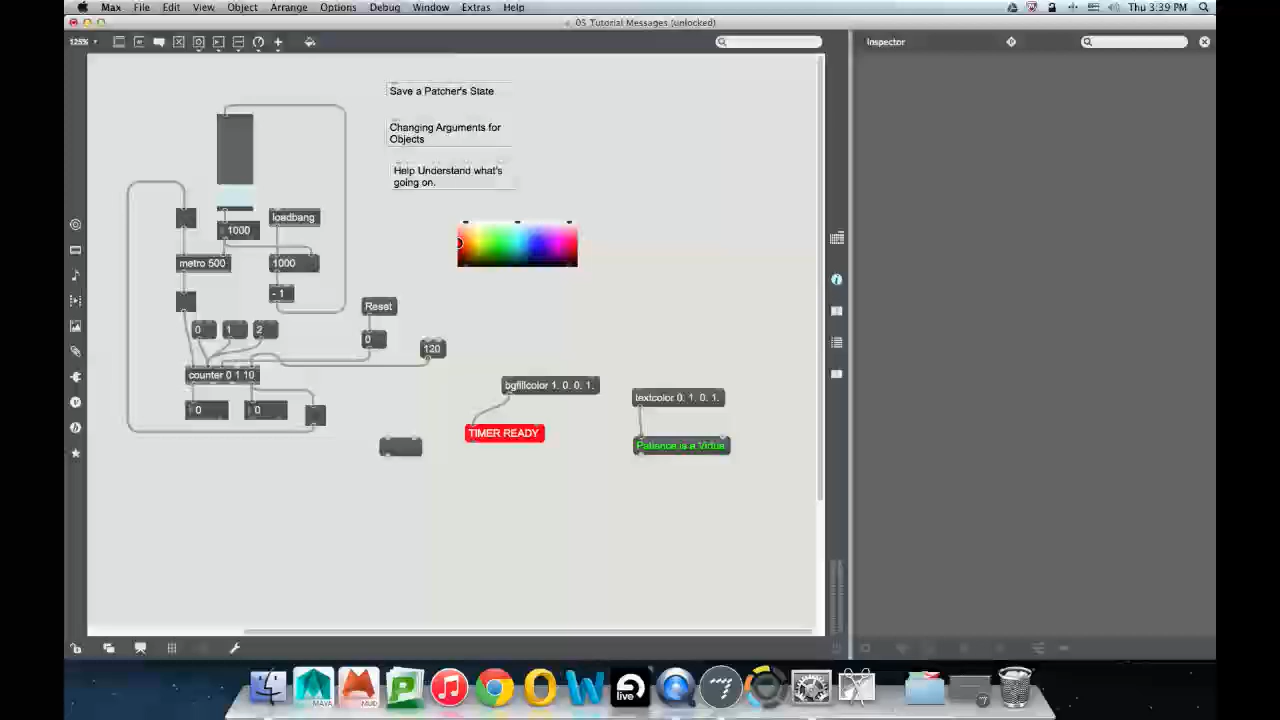 Max File Edit View Object Arrange Options Debug Window Extras Help
Thu 3:39 PM
05 Tutorial Messages (unlocked)
125%
Inspector
Save a Patcher's State
Changing Arguments for
Objects
Help Understand what's
going on.
loadbang
1000
metro 500
1000
- 1
Reset
0
1
2
0
120
counter 0 1 10
bgfillcolor 1. 0. 0. 1.
textcolor 0. 1. 0. 1.
0
0
TIMER READY
Patience is a Virtue
MAYA
MUD
live